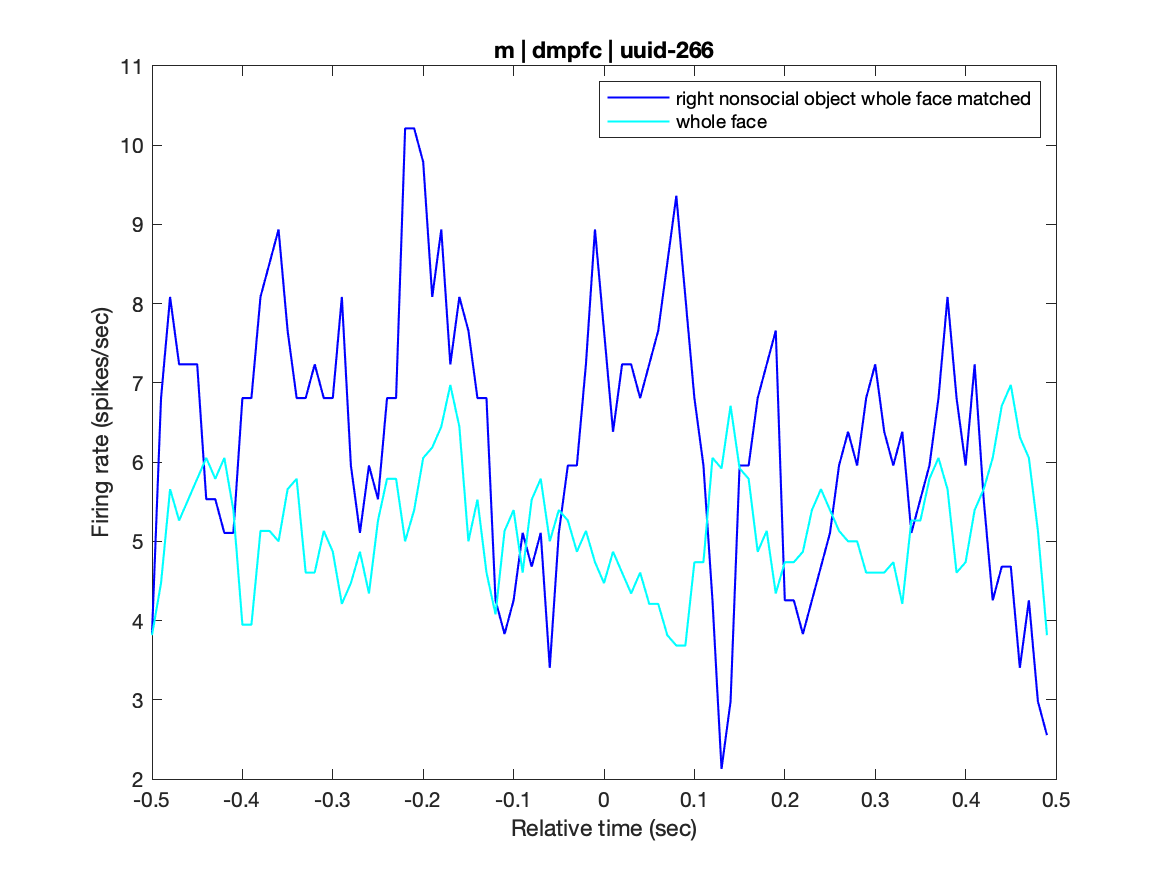 m | dmpfc | uuid-266
right nonsocial object whole face matched
whole face
Firing rate (spikes/sec)
11
10
9
8
7
6
5
4
3
2
-0.5 -0.4 -0.3 -0.2 -0.1 0 0.1 0.2 0.3 0.4 0.5
Relative time (sec)